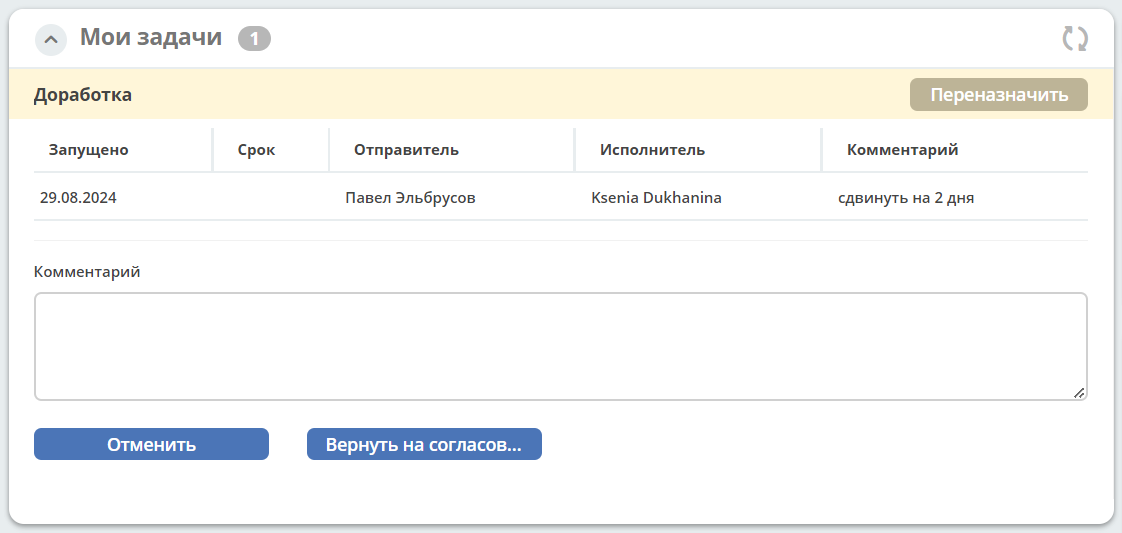 Мои задачи 1
Доработка Переназначить
Запущено Срок Отправитель Исполнитель Комментарий
29.08.2024 Павел Эльбрусов Ksenia Dukhanina сдвинуть на 2 дня
Комментарий
Отменить Вернуть на согласов...